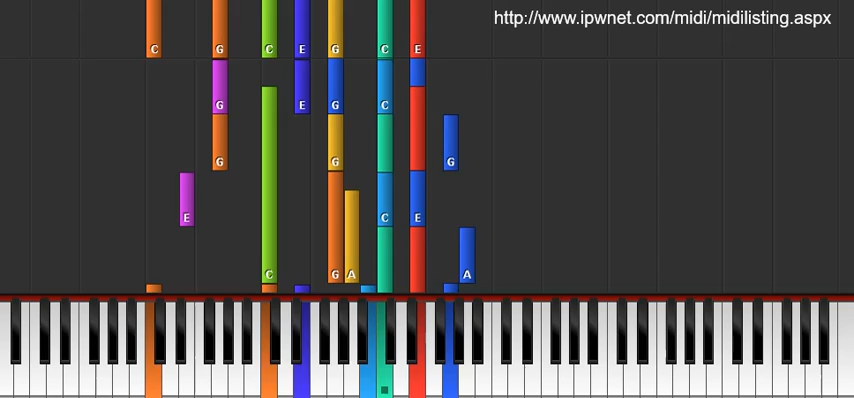 http://www.ipwnet.com/midi/midilisting.aspx
C G C E G C E
G E G C
G G G
E C E
C G A A